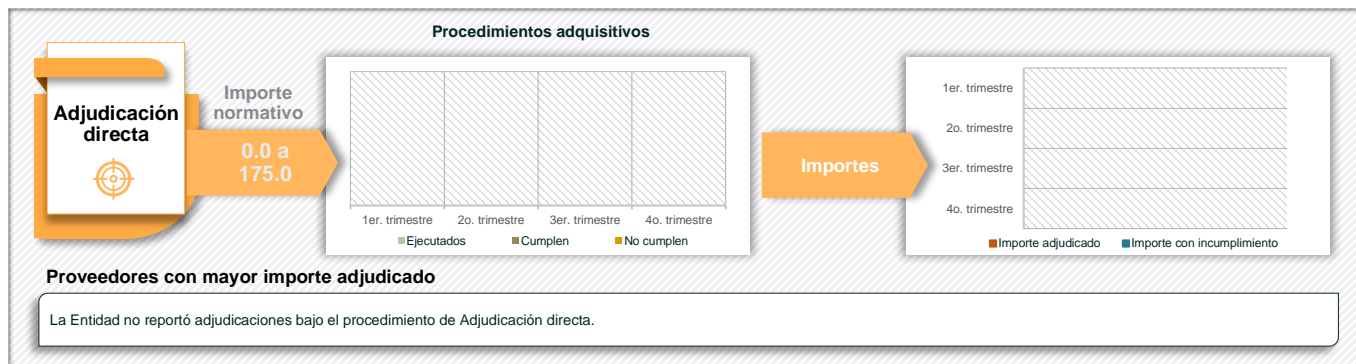 Procedimientos adquisitivos
Adjudicación
directa
Importe
normativo
0.0 a
175.0
1er. trimestre
2o. trimestre
3er. trimestre
4o. trimestre
Ejecutados
Cumplen
No cumplen
Importes
1er. trimestre
2o. trimestre
3er. trimestre
4o. trimestre
Importe adjudicado
Importe con incumplimiento
Proveedores con mayor importe adjudicado
La Entidad no reportó adjudicaciones bajo el procedimiento de Adjudicación directa.